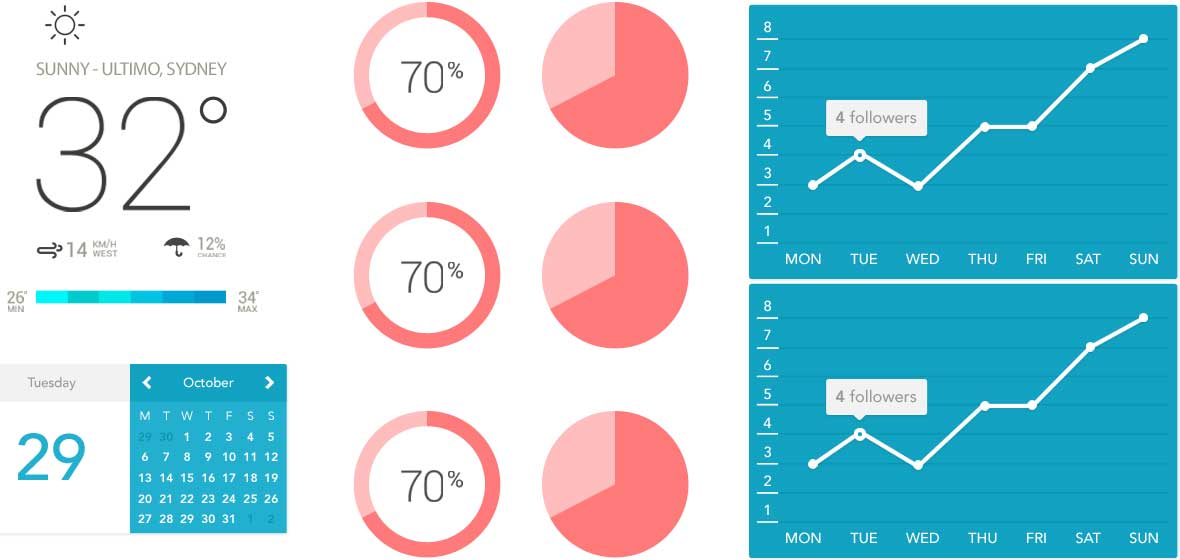 SUNNY - ULTIMO, SYDNEY
32°
14 KM/H WEST
12% CHANCE
26° MIN
34° MAX
Tuesday
29
October
M T W T F S S
29 30 1 2 3 4 5
6 7 8 9 10 11 12
13 14 15 16 17 18 19
20 21 22 23 24 25 26
27 28 29 30 31 1 2
70%
70%
70%
8
7
6
5
4 followers
4
3
2
1
MON TUE WED THU FRI SAT SUN
8
7
6
5
4 followers
4
3
2
1
MON TUE WED THU FRI SAT SUN